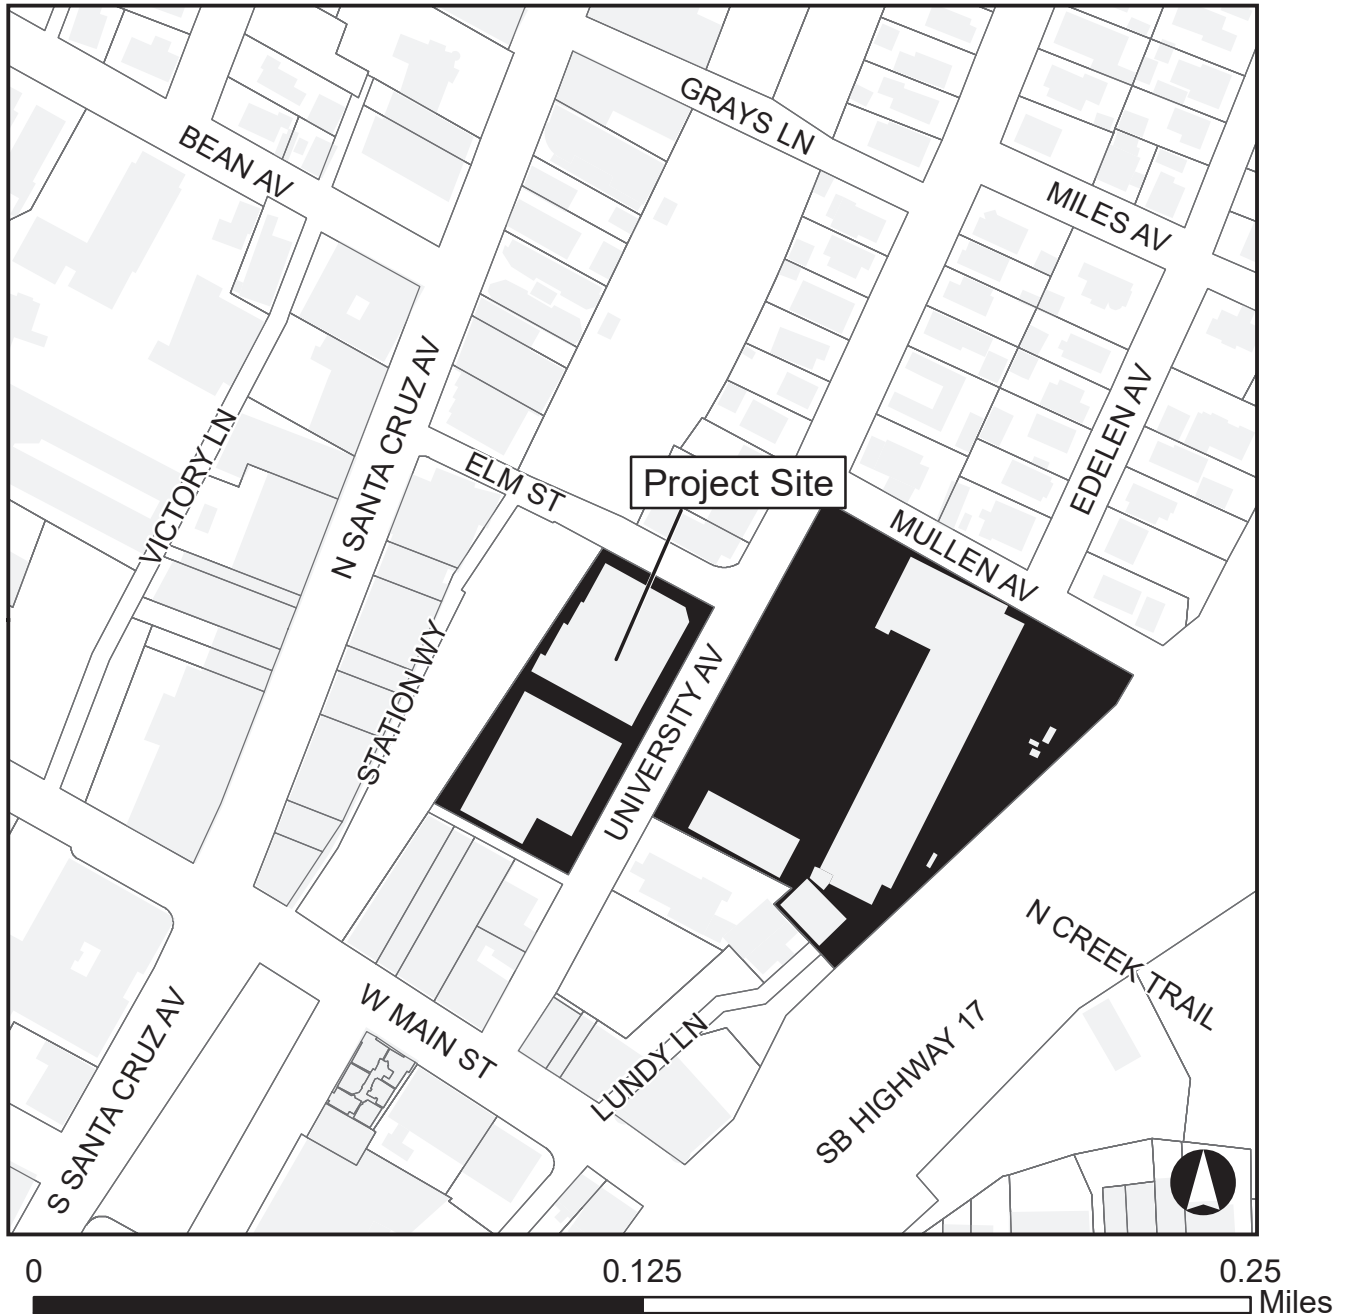 GRAYS LN
BEAN AV
MILES AV
N SANTA CRUZ AV
EDELEN AV
VICTORY LN
ELM ST
Project Site
MULLEN AV
STATION WY
UNIVERSITY AV
N CREEK TRAIL
W MAIN ST
S SANTA CRUZ AV
LUNDY LN
SB HIGHWAY 17
0 0.125 0.25
Miles